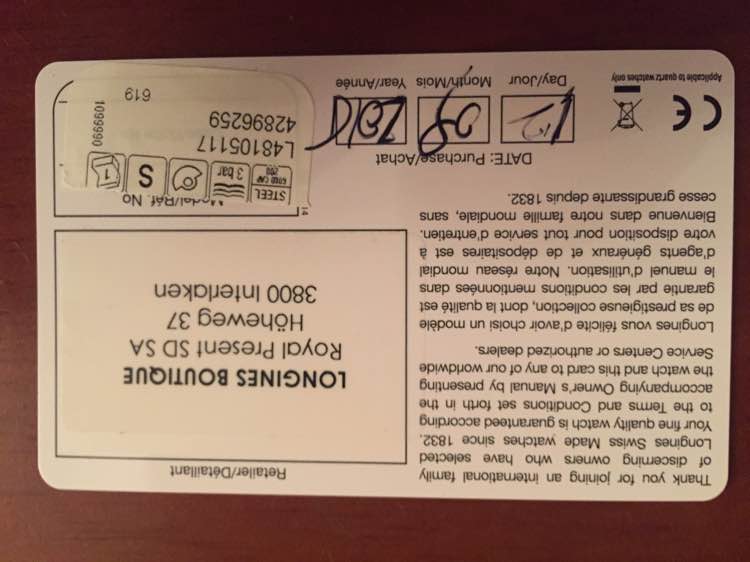 Thank you for joining an international family
of discerning owners who have selected
Longines Swiss Made watches since 1832.
Your fine quality watch is guaranteed according
to the Terms and Conditions set forth in the
accompanying Owner's Manual by presenting
the watch and this card to any of our worldwide
Service Centers or authorized dealers.
Longines vous félicite d'avoir choisi un modèle
de sa prestigieuse collection, dont la qualité est
garantie par les conditions mentionnées dans
le manuel d'utilisation. Notre réseau mondial
d'agents généraux et de dépositaires est à
votre disposition pour tout service d'entretien.
Bienvenue dans notre famille mondiale, sans
cesse grandissante depuis 1832.
Retailer/Détaillant
LONGINES BOUTIQUE
Royal Present SD SA
Höheweg 37
3800 Interlaken
CE
Applicable to quartz watches only
DATE: Purchase/Achat
12 08
Day/Jour Month/Mois Year/Année
Model/Réf. No
STEEL
CAP
200
3 bar
S
1
L48105117
42896259
619
1099990